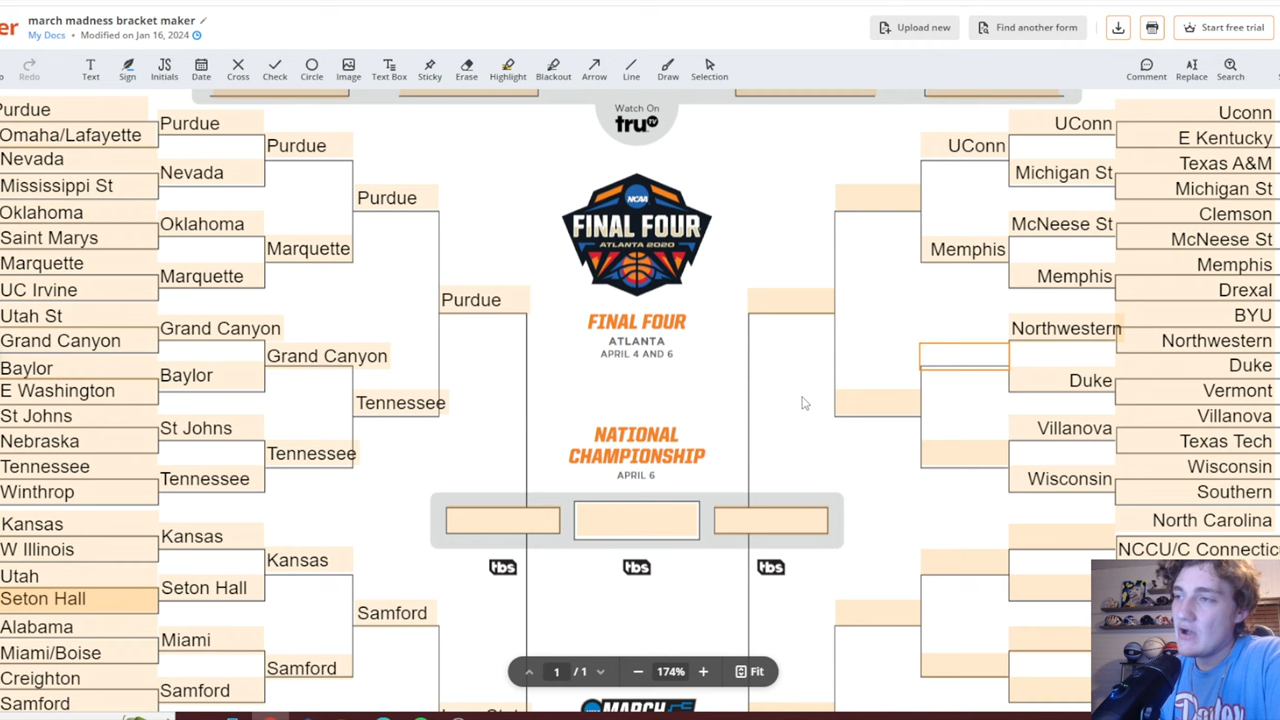 er
march madness bracket maker
My Docs • Modified on Jan 16, 2024
Upload new
Find another form
Start free trial
Redo
Text
Sign
Initials
Date
Cross
Check
Circle
Image
Text Box
Sticky
Erase
Highlight
Blackout
Arrow
Line
Draw
Selection
Comment
Replace
Search
Purdue
Omaha/Lafayette
Nevada
Mississippi St
Oklahoma
Saint Marys
Marquette
UC Irvine
Utah St
Grand Canyon
Baylor
E Washington
St Johns
Nebraska
Tennessee
Winthrop
Kansas
W Illinois
Utah
Seton Hall
Alabama
Miami/Boise
Creighton
Samford
Purdue
Nevada
Oklahoma
Marquette
Grand Canyon
Baylor
St Johns
Tennessee
Kansas
Seton Hall
Miami
Samford
Purdue
Marquette
Grand Canyon
Tennessee
Kansas
Samford
Purdue
Tennessee
Samford
Purdue
Watch On
truTV
NCAA
FINAL FOUR
ATLANTA 2020
FINAL FOUR
ATLANTA
APRIL 4 AND 6
NATIONAL
CHAMPIONSHIP
APRIL 6
tbs
tbs
tbs
1 / 1
174%
Fit
MARCH
UConn
Memphis
UConn
Michigan St
McNeese St
Memphis
Northwestern
Duke
Villanova
Wisconsin
Uconn
E Kentucky
Texas A&M
Michigan St
Clemson
McNeese St
Memphis
Drexal
BYU
Northwestern
Duke
Vermont
Villanova
Texas Tech
Wisconsin
Southern
North Carolina
NCCU/C Connectic